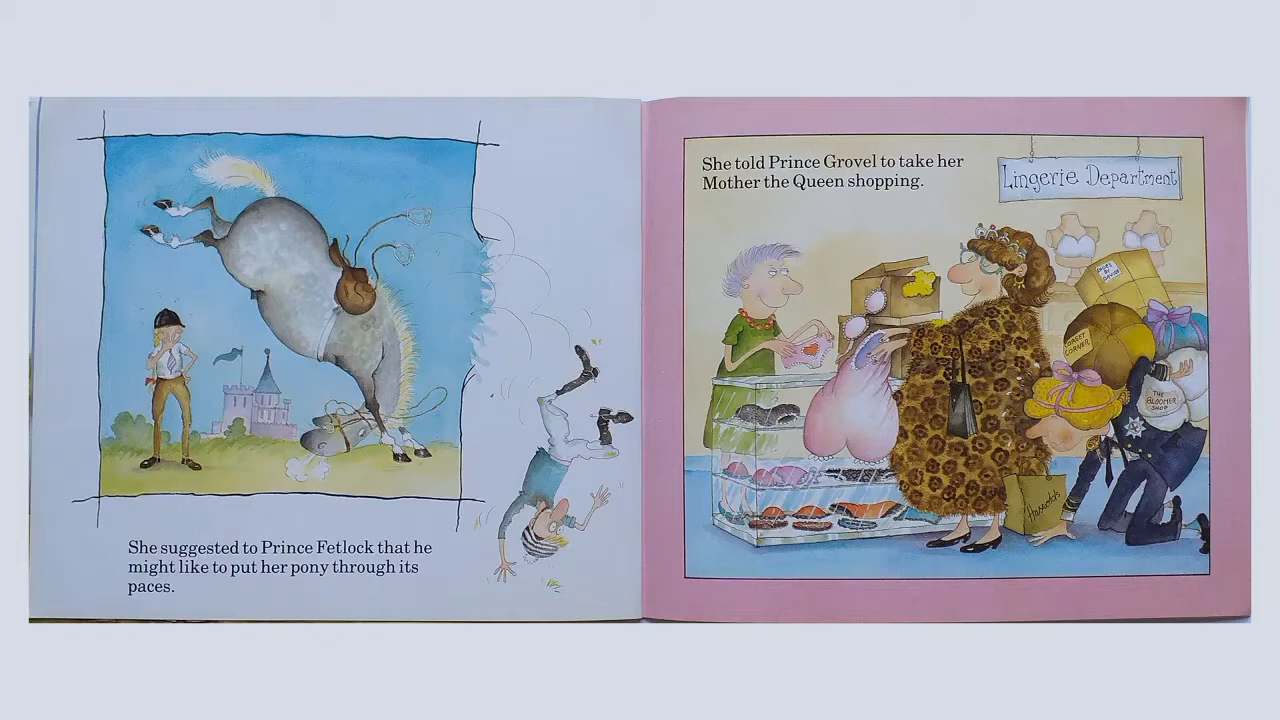 She suggested to Prince Fetlock that he
might like to put her pony through its
paces.
She told Prince Grovel to take her
Mother the Queen shopping.
Lingerie Department
CORNER
THE
BLOOMER
SHOP